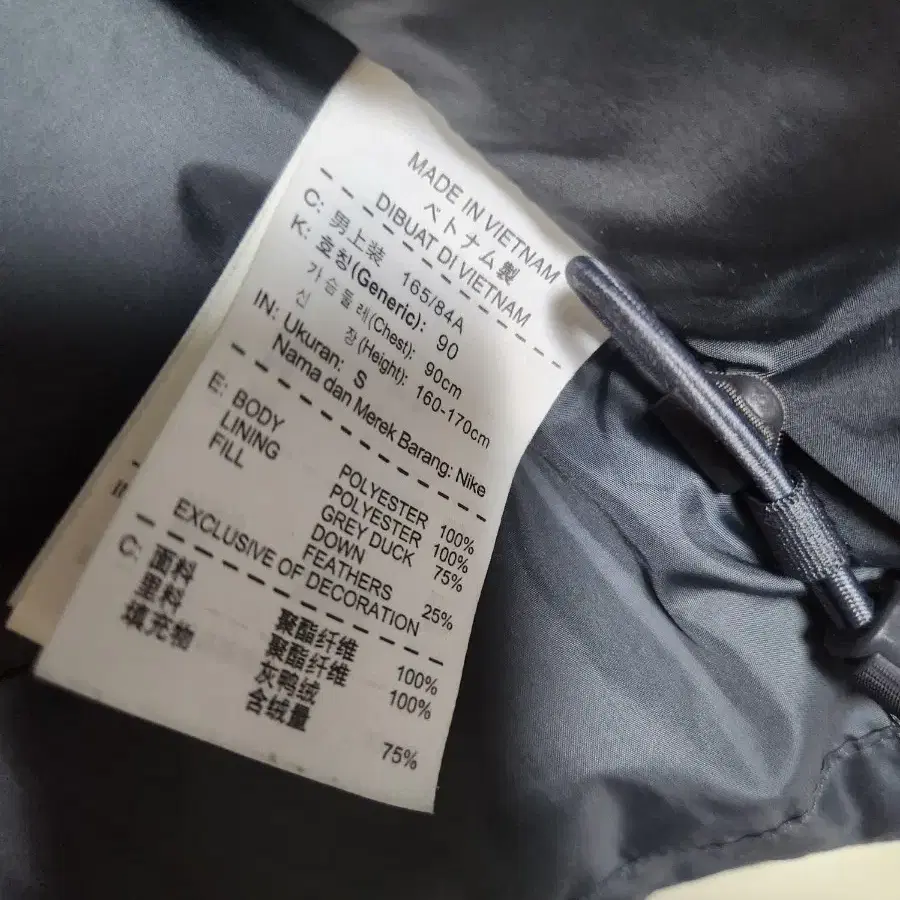 MADE IN VIETNAM
ベトナム製
DIBUAT DI VIETNAM
C: 男上装 165/84A
K: 호칭(Generic): 90
가슴둘레(Chest): 90cm
신 장(Height): 160-170cm
IN: Ukuran: S
Nama dan Merek Barang: Nike
E: BODY POLYESTER 100%
LINING POLYESTER 100%
FILL GREY DUCK 75%
DOWN
FEATHERS 25%
EXCLUSIVE OF DECORATION
C: 面料 聚酯纤维 100%
里料 聚酯纤维 100%
填充物 灰鸭绒
含绒量 75%